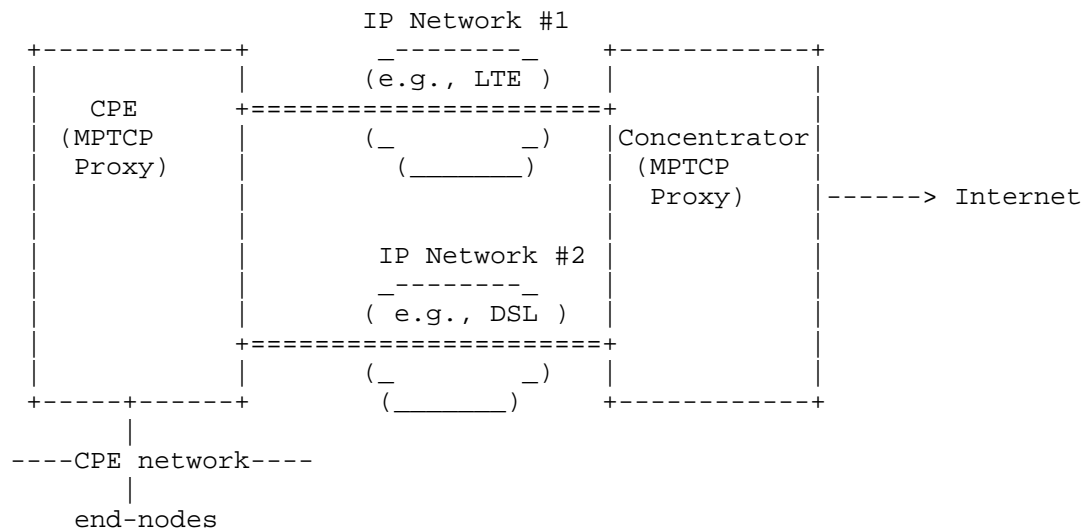 IP Network #1
(e.g., LTE )
CPE
(MPTCP
Proxy)
Concentrator
(MPTCP
Proxy)
------> Internet
IP Network #2
( e.g., DSL )
----CPE network----
end-nodes